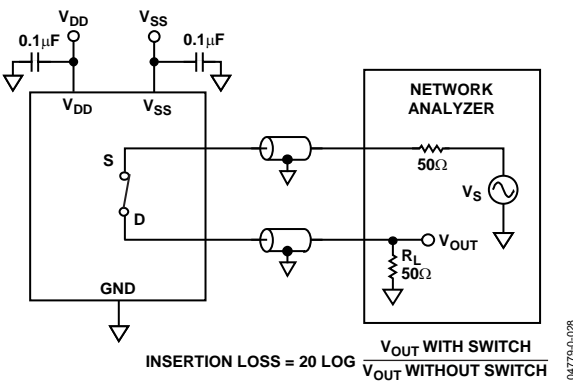 VDD VSS
0.1μF 0.1μF
VDD VSS
NETWORK
ANALYZER
S
50Ω
VS
D
VOUT
RL
50Ω
GND
INSERTION LOSS = 20 LOG VOUT WITH SWITCH
VOUT WITHOUT SWITCH
04779-0-028